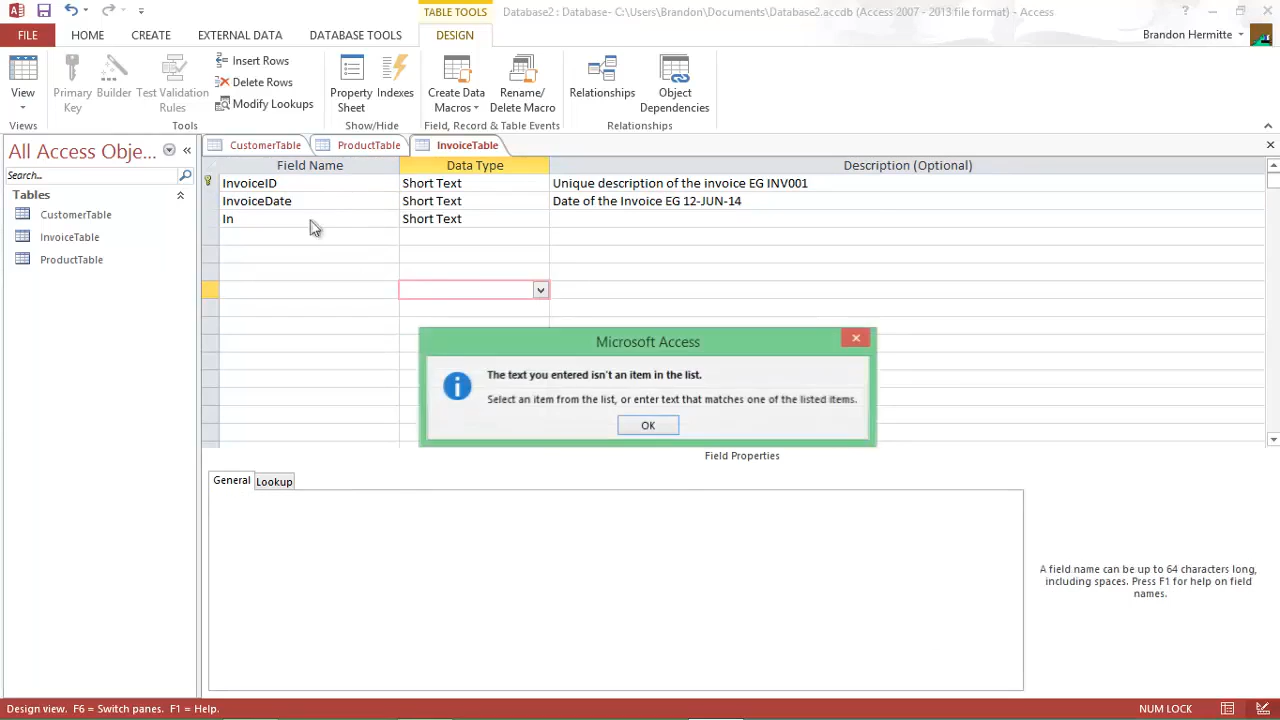 TABLE TOOLS
Database2 : Database- C:\Users\Brandon\Documents\Database2.accdb (Access 2007 - 2013 file format) - Access
FILE HOME CREATE EXTERNAL DATA DATABASE TOOLS DESIGN Brandon Hermitte
View
Primary Key
Builder
Test Validation Rules
Insert Rows
Delete Rows
Modify Lookups
Property Sheet
Indexes
Create Data Macros
Rename/ Delete Macro
Relationships
Object Dependencies
Views Tools Show/Hide Field, Record & Table Events Relationships
All Access Obje...
Search...
Tables
CustomerTable
InvoiceTable
ProductTable
CustomerTable ProductTable InvoiceTable
Field Name Data Type Description (Optional)
InvoiceID Short Text Unique description of the invoice EG INV001
InvoiceDate Short Text Date of the Invoice EG 12-JUN-14
In Short Text
Microsoft Access
The text you entered isn't an item in the list.
Select an item from the list, or enter text that matches one of the listed items.
OK
Field Properties
General Lookup
A field name can be up to 64 characters long,
including spaces. Press F1 for help on field
names.
Design view. F6 = Switch panes. F1 = Help. NUM LOCK